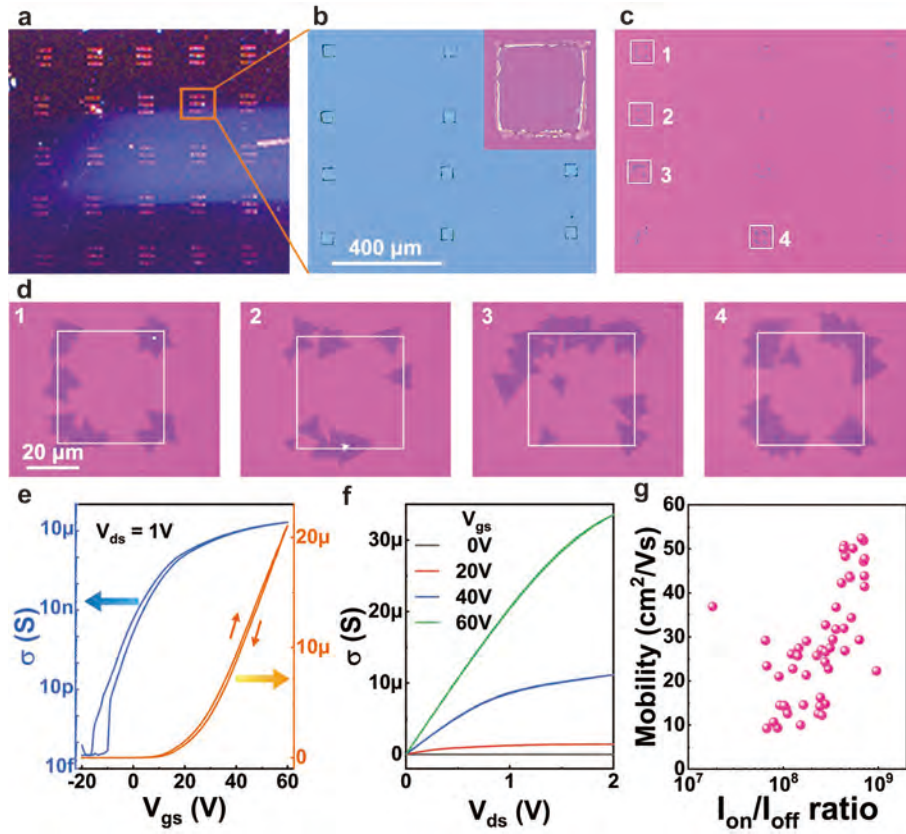 a
b
c
1
2
3
4
400 μm
d
1
2
3
4
20 μm
e
f
g
V_ds = 1V
10μ
10n
10p
10f
σ (S)
20μ
10μ
0
-20 0 20 40 60
V_gs (V)
V_gs
0V
20V
40V
60V
30μ
10μ
0
σ (S)
0 1 2
V_ds (V)
60
50
40
30
20
10
0
Mobility (cm²/Vs)
10⁷ 10⁸ 10⁹
I_on/I_off ratio